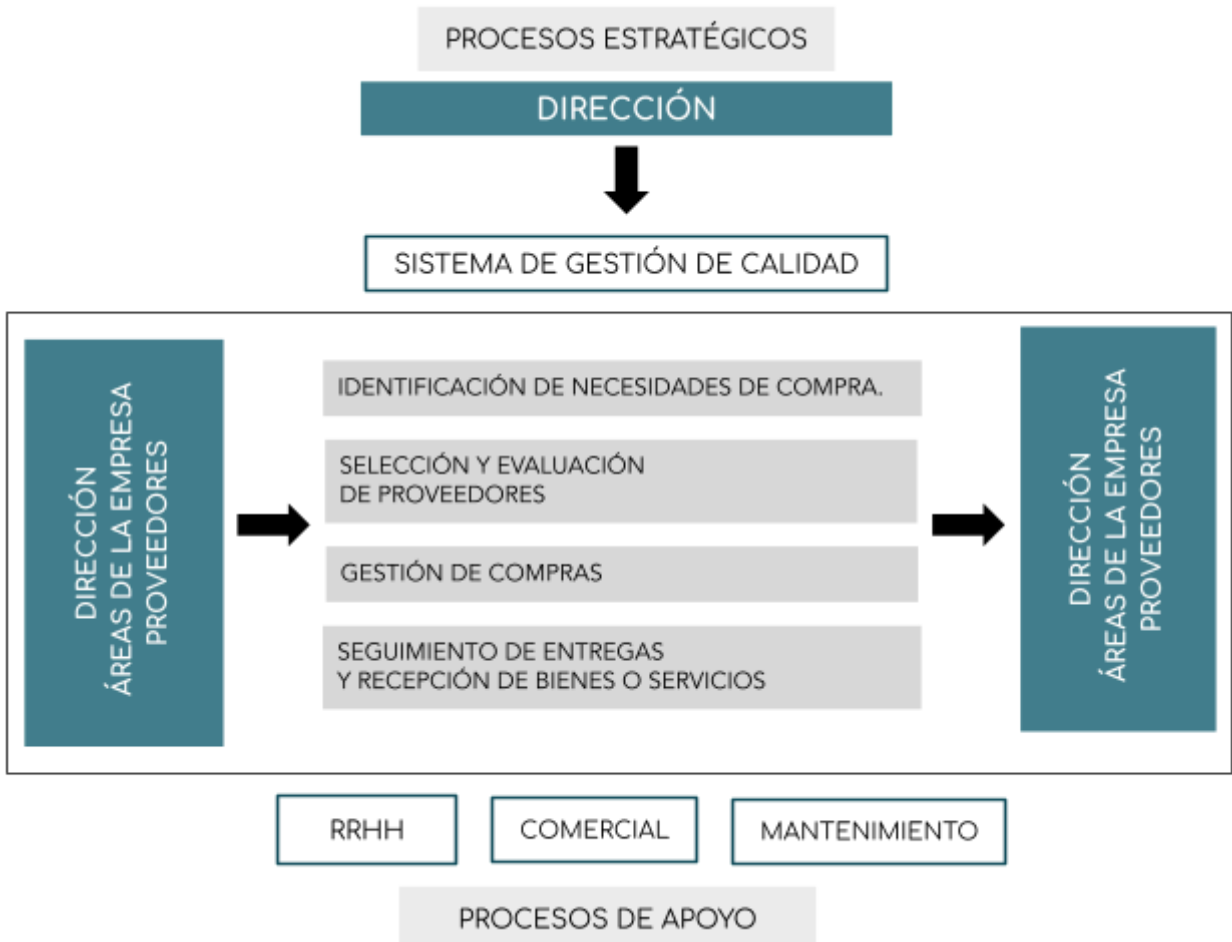 PROCESOS ESTRATÉGICOS
DIRECCIÓN
SISTEMA DE GESTIÓN DE CALIDAD
DIRECCIÓN
ÁREAS DE LA EMPRESA
PROVEEDORES
IDENTIFICACIÓN DE NECESIDADES DE COMPRA.
SELECCIÓN Y EVALUACIÓN
DE PROVEEDORES
GESTIÓN DE COMPRAS
SEGUIMIENTO DE ENTREGAS
Y RECEPCIÓN DE BIENES O SERVICIOS
DIRECCIÓN
ÁREAS DE LA EMPRESA
PROVEEDORES
RRHH
COMERCIAL
MANTENIMIENTO
PROCESOS DE APOYO